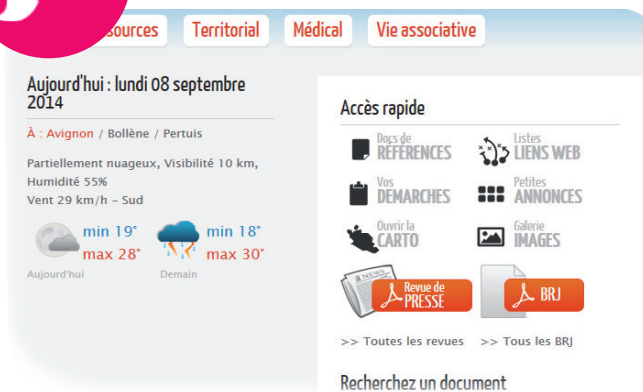 sources Territorial Médical Vie associative
Aujourd'hui : lundi 08 septembre
2014
À : Avignon / Bollène / Pertuis
Partiellement nuageux, Visibilité 10 km,
Humidité 55%
Vent 29 km/h – Sud
min 19° min 18°
max 28° max 30°
Aujourd'hui Demain
Accès rapide
Docs de
RÉFÉRENCES
Listes
LIENS WEB
Vos
DEMARCHES
Petites
ANNONCES
Ouvrir la
CARTO
Galerie
IMAGES
NEWS
Revue de
PRESSE
BRJ
>> Toutes les revues >> Tous les BRJ
Recherchez un document